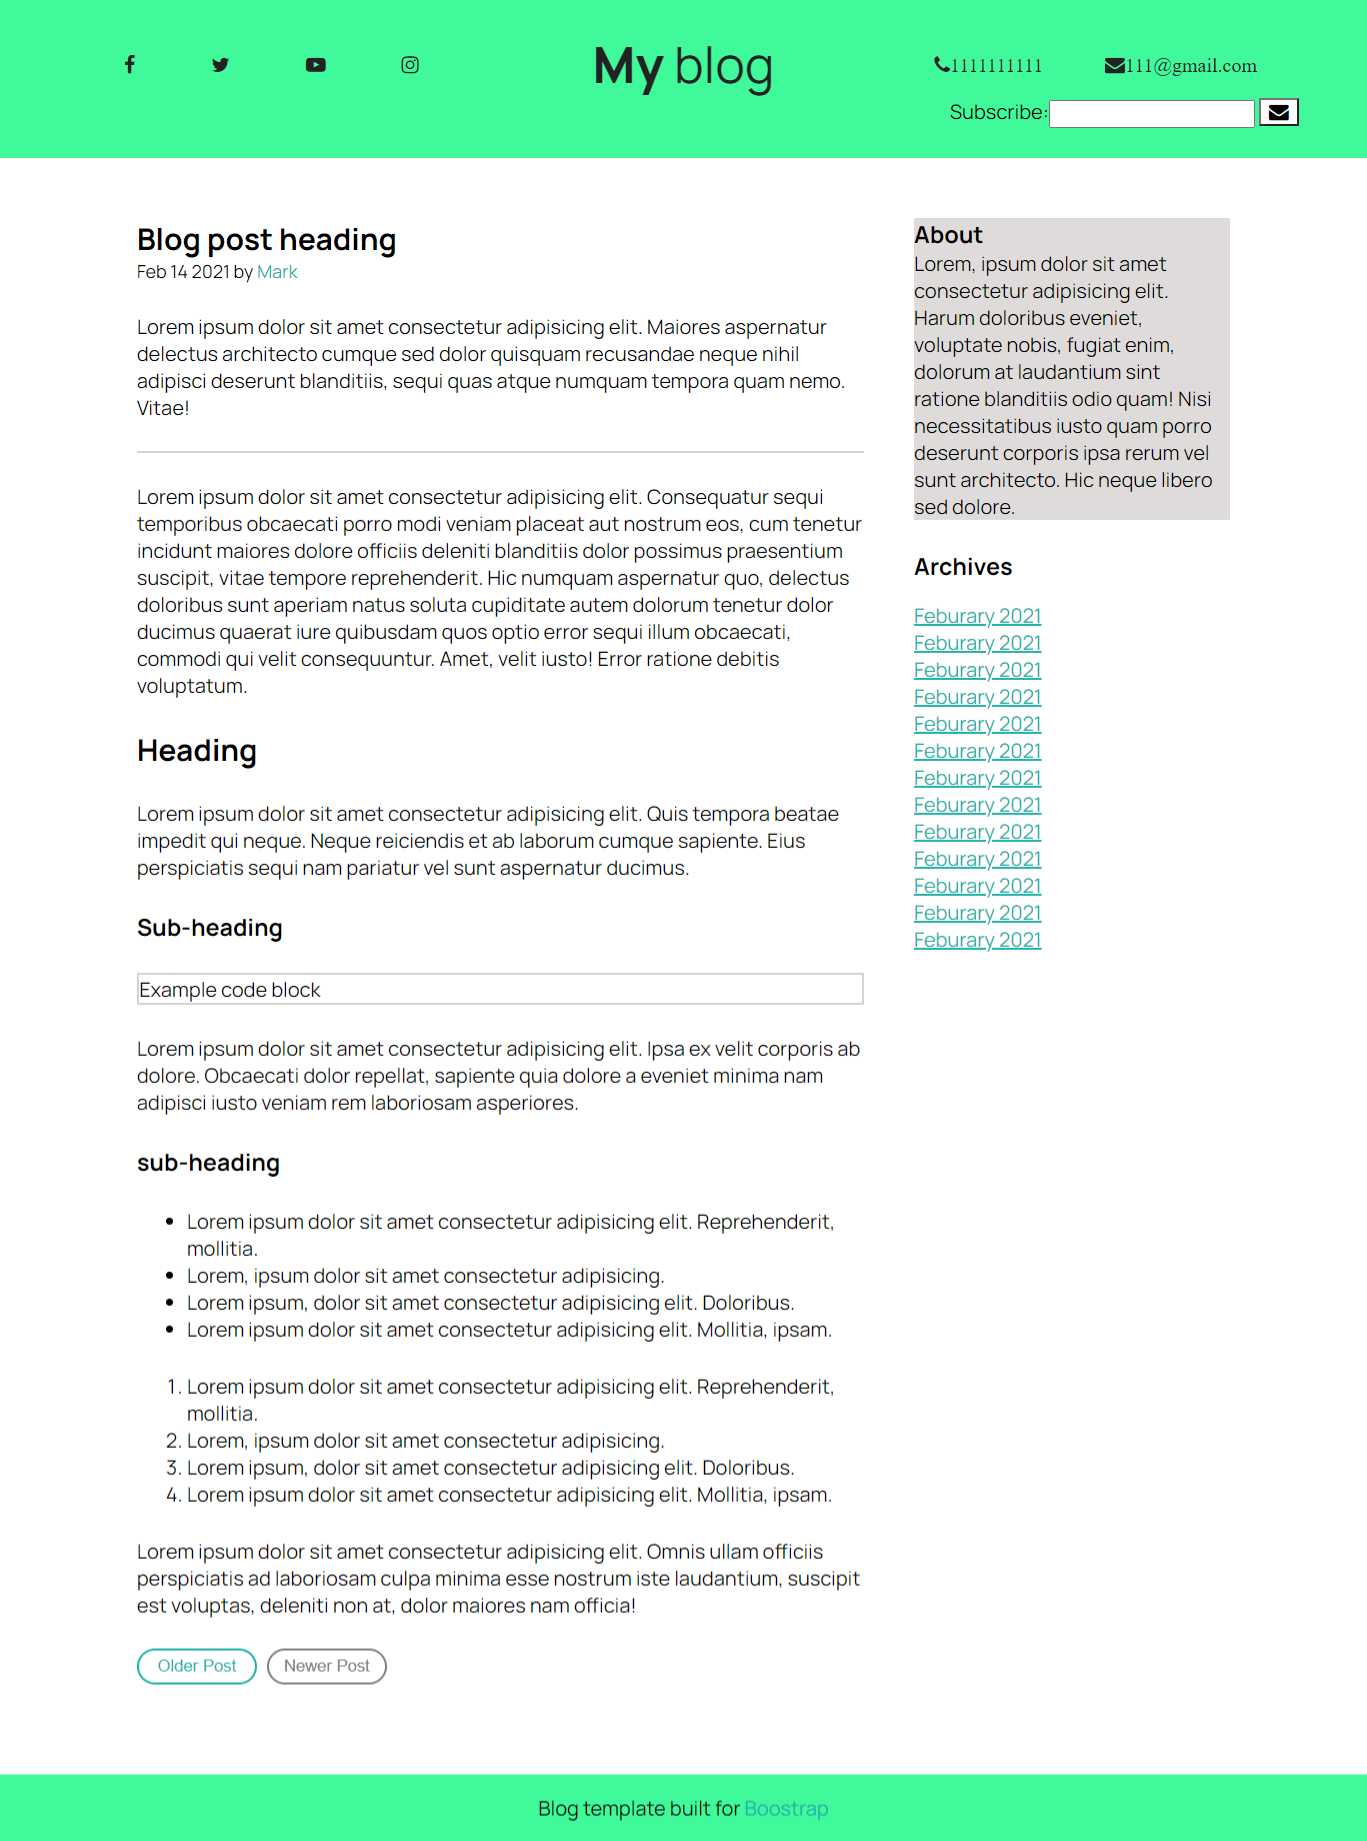 My blog
1111111111
111@gmail.com
Subscribe:
Blog post heading
Feb 14 2021 by Mark
Lorem ipsum dolor sit amet consectetur adipisicing elit. Maiores aspernatur
delectus architecto cumque sed dolor quisquam recusandae neque nihil
adipisci deserunt blanditiis, sequi quas atque numquam tempora quam nemo.
Vitae!
Lorem ipsum dolor sit amet consectetur adipisicing elit. Consequatur sequi
temporibus obcaecati porro modi veniam placeat aut nostrum eos, cum tenetur
incidunt maiores dolore officiis deleniti blanditiis dolor possimus praesentium
suscipit, vitae tempore reprehenderit. Hic numquam aspernatur quo, delectus
doloribus sunt aperiam natus soluta cupiditate autem dolorum tenetur dolor
ducimus quaerat iure quibusdam quos optio error sequi illum obcaecati,
commodi qui velit consequuntur. Amet, velit iusto! Error ratione debitis
voluptatum.
Heading
Lorem ipsum dolor sit amet consectetur adipisicing elit. Quis tempora beatae
impedit qui neque. Neque reiciendis et ab laborum cumque sapiente. Eius
perspiciatis sequi nam pariatur vel sunt aspernatur ducimus.
Sub-heading
Example code block
Lorem ipsum dolor sit amet consectetur adipisicing elit. Ipsa ex velit corporis ab
dolore. Obcaecati dolor repellat, sapiente quia dolore a eveniet minima nam
adipisci iusto veniam rem laboriosam asperiores.
sub-heading
• Lorem ipsum dolor sit amet consectetur adipisicing elit. Reprehenderit,
mollitia.
• Lorem, ipsum dolor sit amet consectetur adipisicing.
• Lorem ipsum, dolor sit amet consectetur adipisicing elit. Doloribus.
• Lorem ipsum dolor sit amet consectetur adipisicing elit. Mollitia, ipsam.
1. Lorem ipsum dolor sit amet consectetur adipisicing elit. Reprehenderit,
mollitia.
2. Lorem, ipsum dolor sit amet consectetur adipisicing.
3. Lorem ipsum, dolor sit amet consectetur adipisicing elit. Doloribus.
4. Lorem ipsum dolor sit amet consectetur adipisicing elit. Mollitia, ipsam.
Lorem ipsum dolor sit amet consectetur adipisicing elit. Omnis ullam officiis
perspiciatis ad laboriosam culpa minima esse nostrum iste laudantium, suscipit
est voluptas, deleniti non at, dolor maiores nam officia!
Older Post
Newer Post
About
Lorem, ipsum dolor sit amet
consectetur adipisicing elit.
Harum doloribus eveniet,
voluptate nobis, fugiat enim,
dolorum at laudantium sint
ratione blanditiis odio quam! Nisi
necessitatibus iusto quam porro
deserunt corporis ipsa rerum vel
sunt architecto. Hic neque libero
sed dolore.
Archives
Feburary 2021
Feburary 2021
Feburary 2021
Feburary 2021
Feburary 2021
Feburary 2021
Feburary 2021
Feburary 2021
Feburary 2021
Feburary 2021
Feburary 2021
Feburary 2021
Feburary 2021
Blog template built for Boostrap